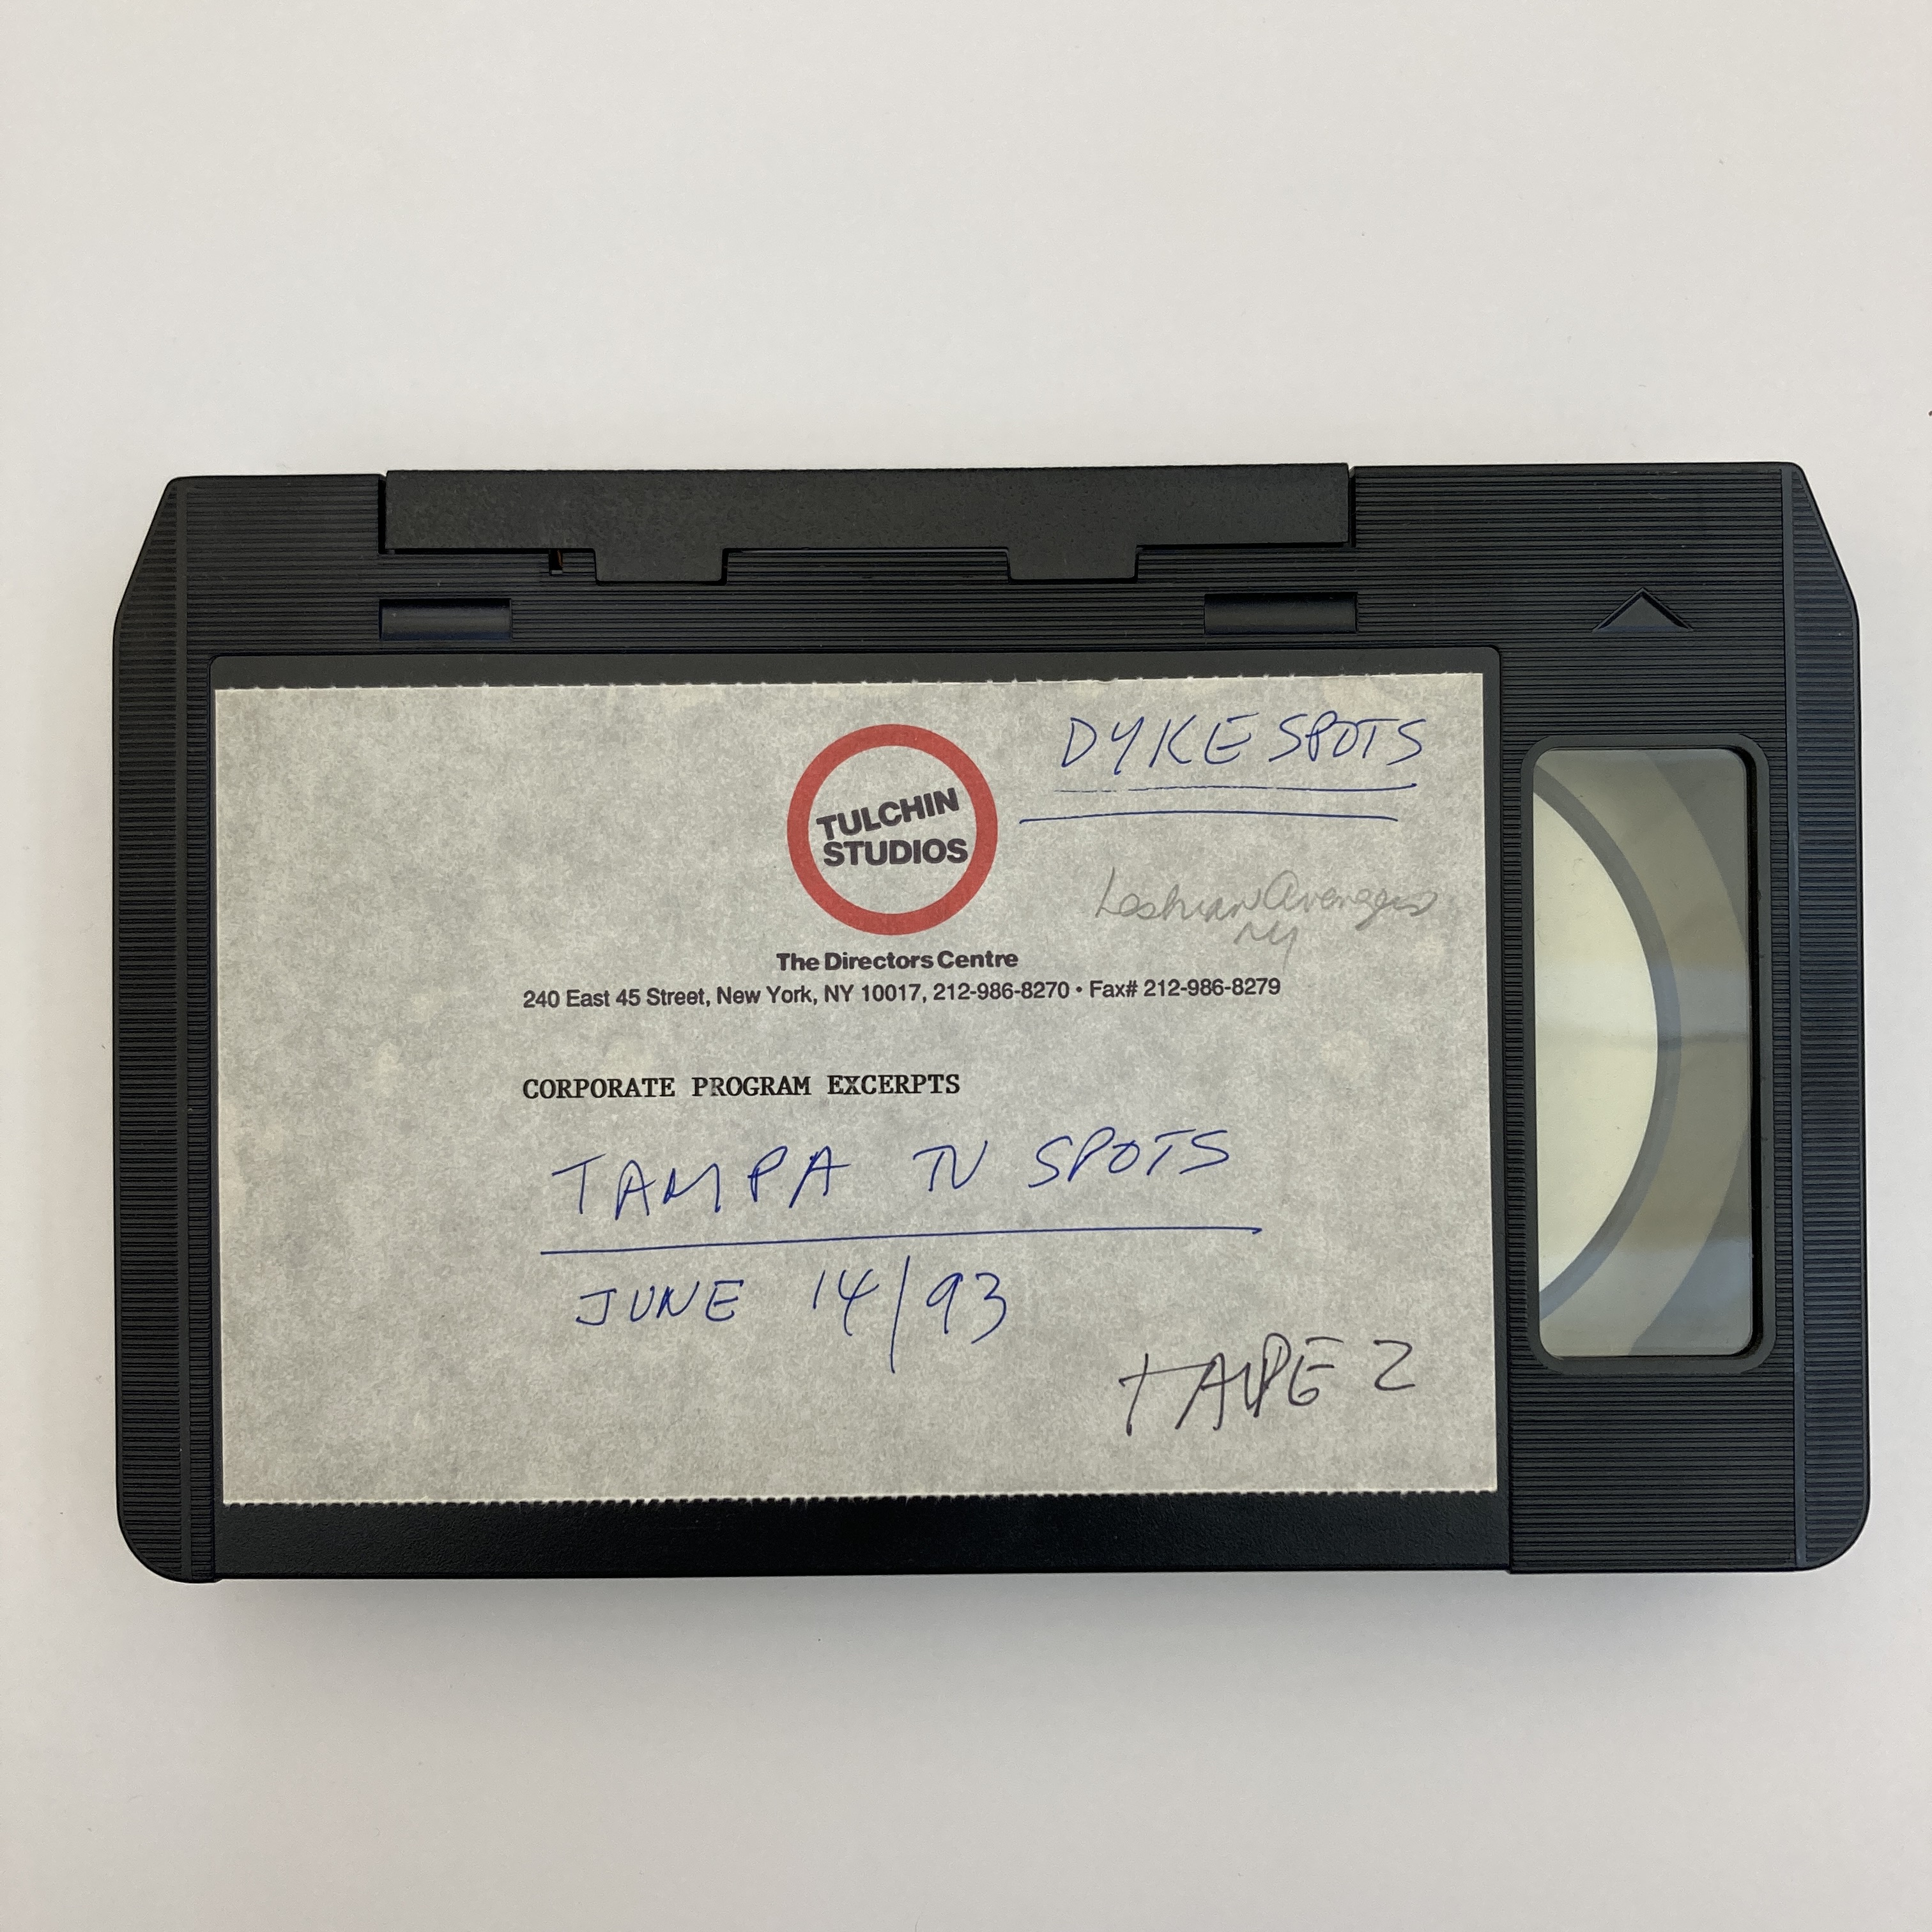 DYKE SPOTS
TULCHIN
STUDIOS
Lesbian Avengers
NY
The Directors Centre
240 East 45 Street, New York, NY 10017, 212-986-8270 • Fax# 212-986-8279
CORPORATE PROGRAM EXCERPTS
TAMPA TV SPOTS
JUNE 14/93
TAPE 2